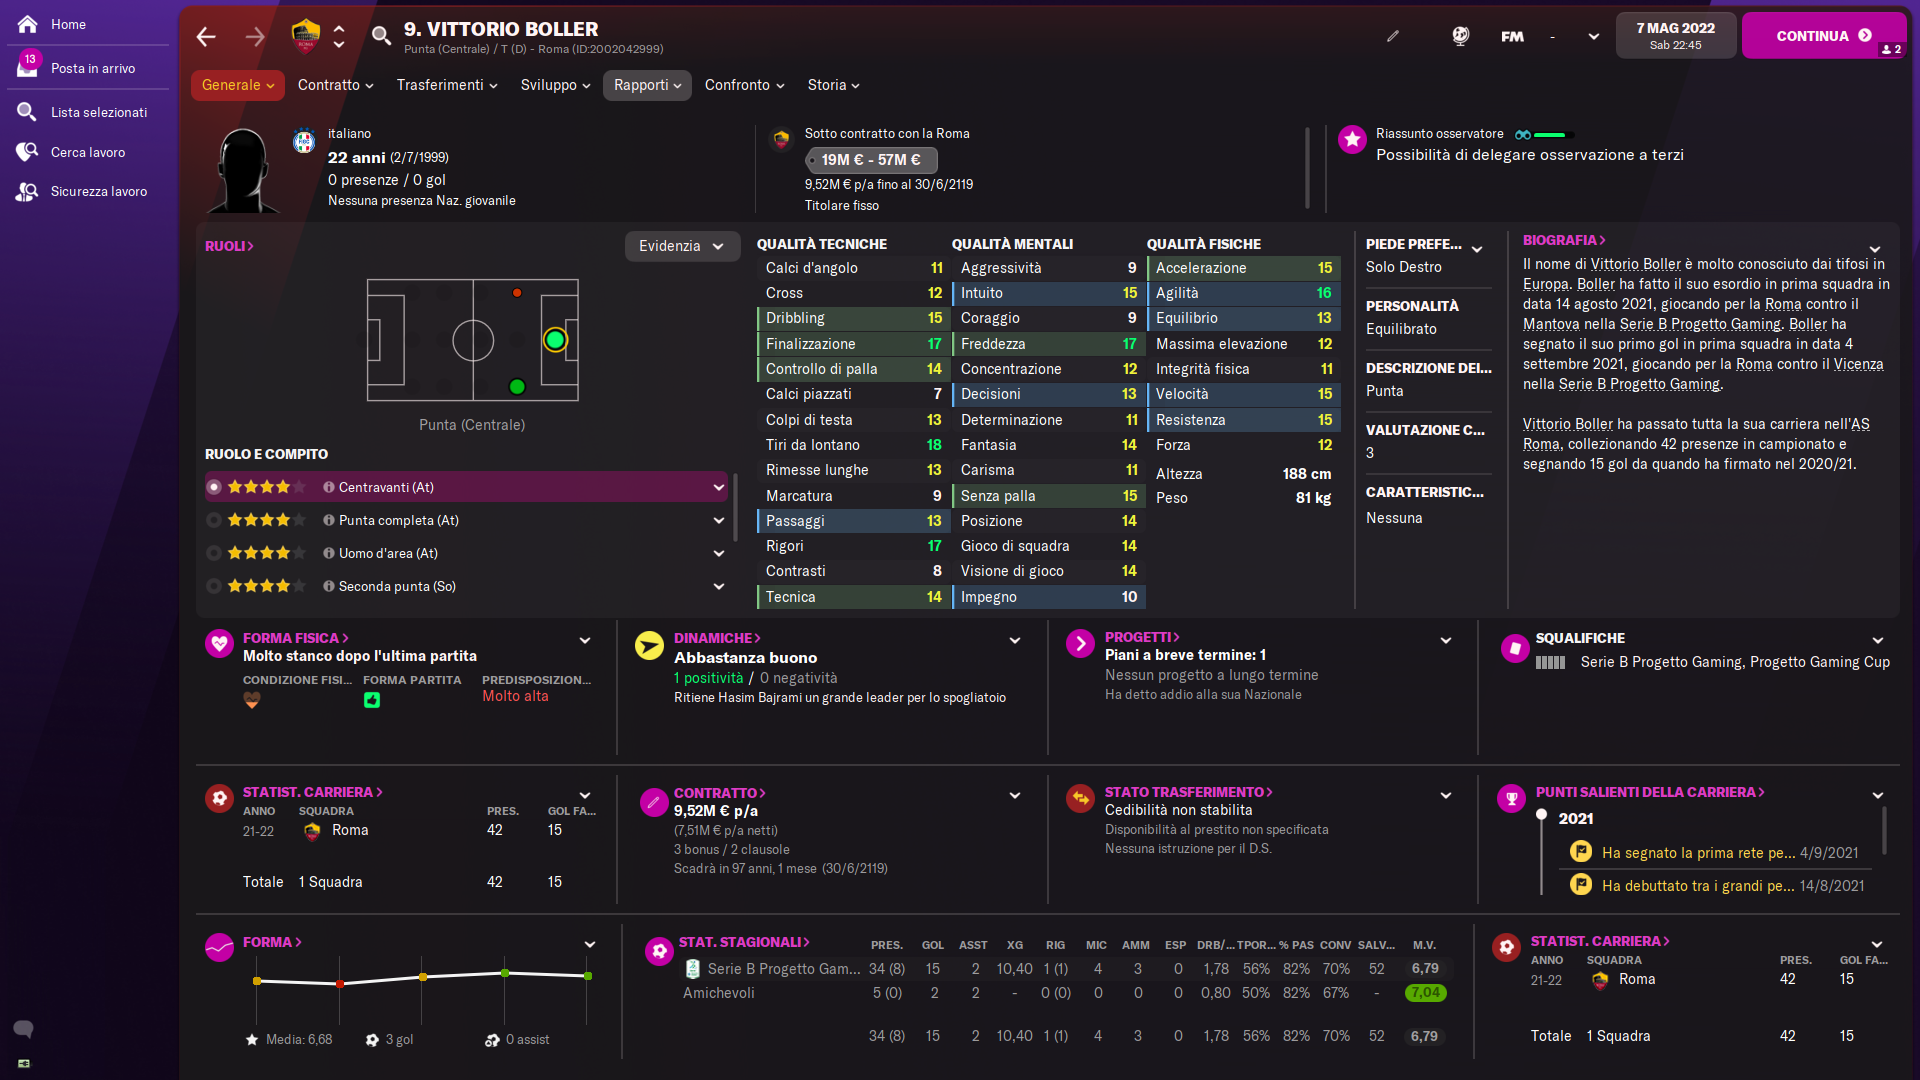 Home
13
Posta in arrivo
Lista selezionati
Cerca lavoro
Sicurezza lavoro
9. VITTORIO BOLLER
Punta (Centrale) / T (D) - Roma (ID:2002042999)
FM
-
7 MAG 2022
Sab 22:45
CONTINUA
2
Generale
Contratto
Trasferimenti
Sviluppo
Rapporti
Confronto
Storia
italiano
22 anni (2/7/1999)
0 presenze / 0 gol
Nessuna presenza Naz. giovanile
Sotto contratto con la Roma
19M € - 57M €
9,52M € p/a fino al 30/6/2119
Titolare fisso
Riassunto osservatore
Possibilità di delegare osservazione a terzi
RUOLI
Evidenzia
Punta (Centrale)
RUOLO E COMPITO
Centravanti (At)
Punta completa (At)
Uomo d'area (At)
Seconda punta (So)
QUALITÀ TECNICHE
Calci d'angolo 11
Cross 12
Dribbling 15
Finalizzazione 17
Controllo di palla 14
Calci piazzati 7
Colpi di testa 13
Tiri da lontano 18
Rimesse lunghe 13
Marcatura 9
Passaggi 13
Rigori 17
Contrasti 8
Tecnica 14
QUALITÀ MENTALI
Aggressività 9
Intuito 15
Coraggio 9
Freddezza 17
Concentrazione 12
Decisioni 13
Determinazione 11
Fantasia 14
Carisma 11
Senza palla 15
Posizione 14
Gioco di squadra 14
Visione di gioco 14
Impegno 10
QUALITÀ FISICHE
Accelerazione 15
Agilità 16
Equilibrio 13
Massima elevazione 12
Integrità fisica 11
Velocità 15
Resistenza 15
Forza 12
Altezza 188 cm
Peso 81 kg
PIEDE PREFE...
Solo Destro
PERSONALITÀ
Equilibrato
DESCRIZIONE DEI...
Punta
VALUTAZIONE C...
3
CARATTERISTIC...
Nessuna
BIOGRAFIA
Il nome di Vittorio Boller è molto conosciuto dai tifosi in
Europa. Boller ha fatto il suo esordio in prima squadra in
data 14 agosto 2021, giocando per la Roma contro il
Mantova nella Serie B Progetto Gaming. Boller ha
segnato il suo primo gol in prima squadra in data 4
settembre 2021, giocando per la Roma contro il Vicenza
nella Serie B Progetto Gaming.
Vittorio Boller ha passato tutta la sua carriera nell'AS
Roma, collezionando 42 presenze in campionato e
segnando 15 gol da quando ha firmato nel 2020/21.
FORMA FISICA
Molto stanco dopo l'ultima partita
CONDIZIONE FISI... FORMA PARTITA PREDISPOSIZION...
Molto alta
DINAMICHE
Abbastanza buono
1 positività / 0 negatività
Ritiene Hasim Bajrami un grande leader per lo spogliatoio
PROGETTI
Piani a breve termine: 1
Nessun progetto a lungo termine
Ha detto addio alla sua Nazionale
SQUALIFICHE
Serie B Progetto Gaming, Progetto Gaming Cup
STATIST. CARRIERA
ANNO SQUADRA PRES. GOL FA...
21-22 Roma 42 15
Totale 1 Squadra 42 15
CONTRATTO
9,52M € p/a
(7,51M € p/a netti)
3 bonus / 2 clausole
Scadrà in 97 anni, 1 mese (30/6/2119)
STATO TRASFERIMENTO
Cedibilità non stabilita
Disponibilità al prestito non specificata
Nessuna istruzione per il D.S.
PUNTI SALIENTI DELLA CARRIERA
2021
Ha segnato la prima rete pe... 4/9/2021
Ha debuttato tra i grandi pe... 14/8/2021
FORMA
Media: 6,68 3 gol 0 assist
STAT. STAGIONALI PRES. GOL ASST XG RIG MIC AMM ESP DRB/... TPOR... % PAS CONV SALV... M.V.
Serie B Progetto Gam... 34 (8) 15 2 10,40 1 (1) 4 3 0 1,78 56% 82% 70% 52 6,79
Amichevoli 5 (0) 2 2 - 0 (0) 0 0 0 0,80 50% 82% 67% - 7,04
34 (8) 15 2 10,40 1 (1) 4 3 0 1,78 56% 82% 70% 52 6,79
STATIST. CARRIERA
ANNO SQUADRA PRES. GOL FA...
21-22 Roma 42 15
Totale 1 Squadra 42 15